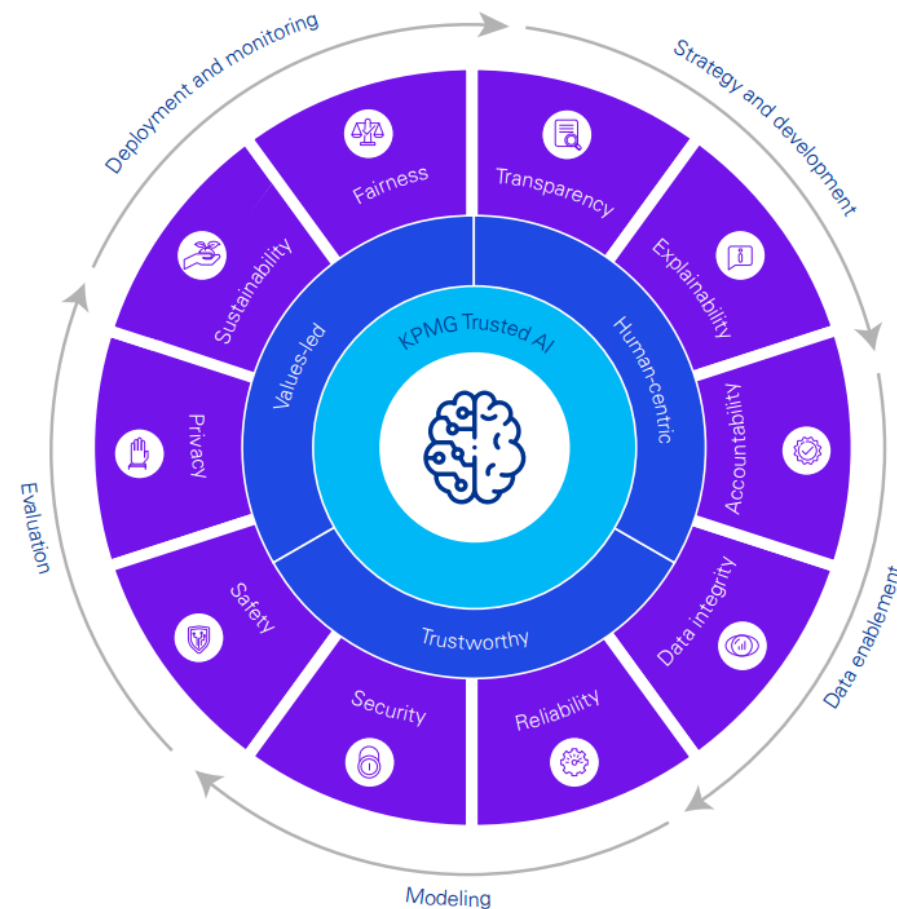 Deployment and monitoring
Strategy and development
Data enablement
Modeling
Evaluation
Fairness
Transparency
Explainability
Accountability
Data integrity
Reliability
Security
Safety
Privacy
Sustainability
Values-led
Human-centric
Trustworthy
KPMG Trusted AI